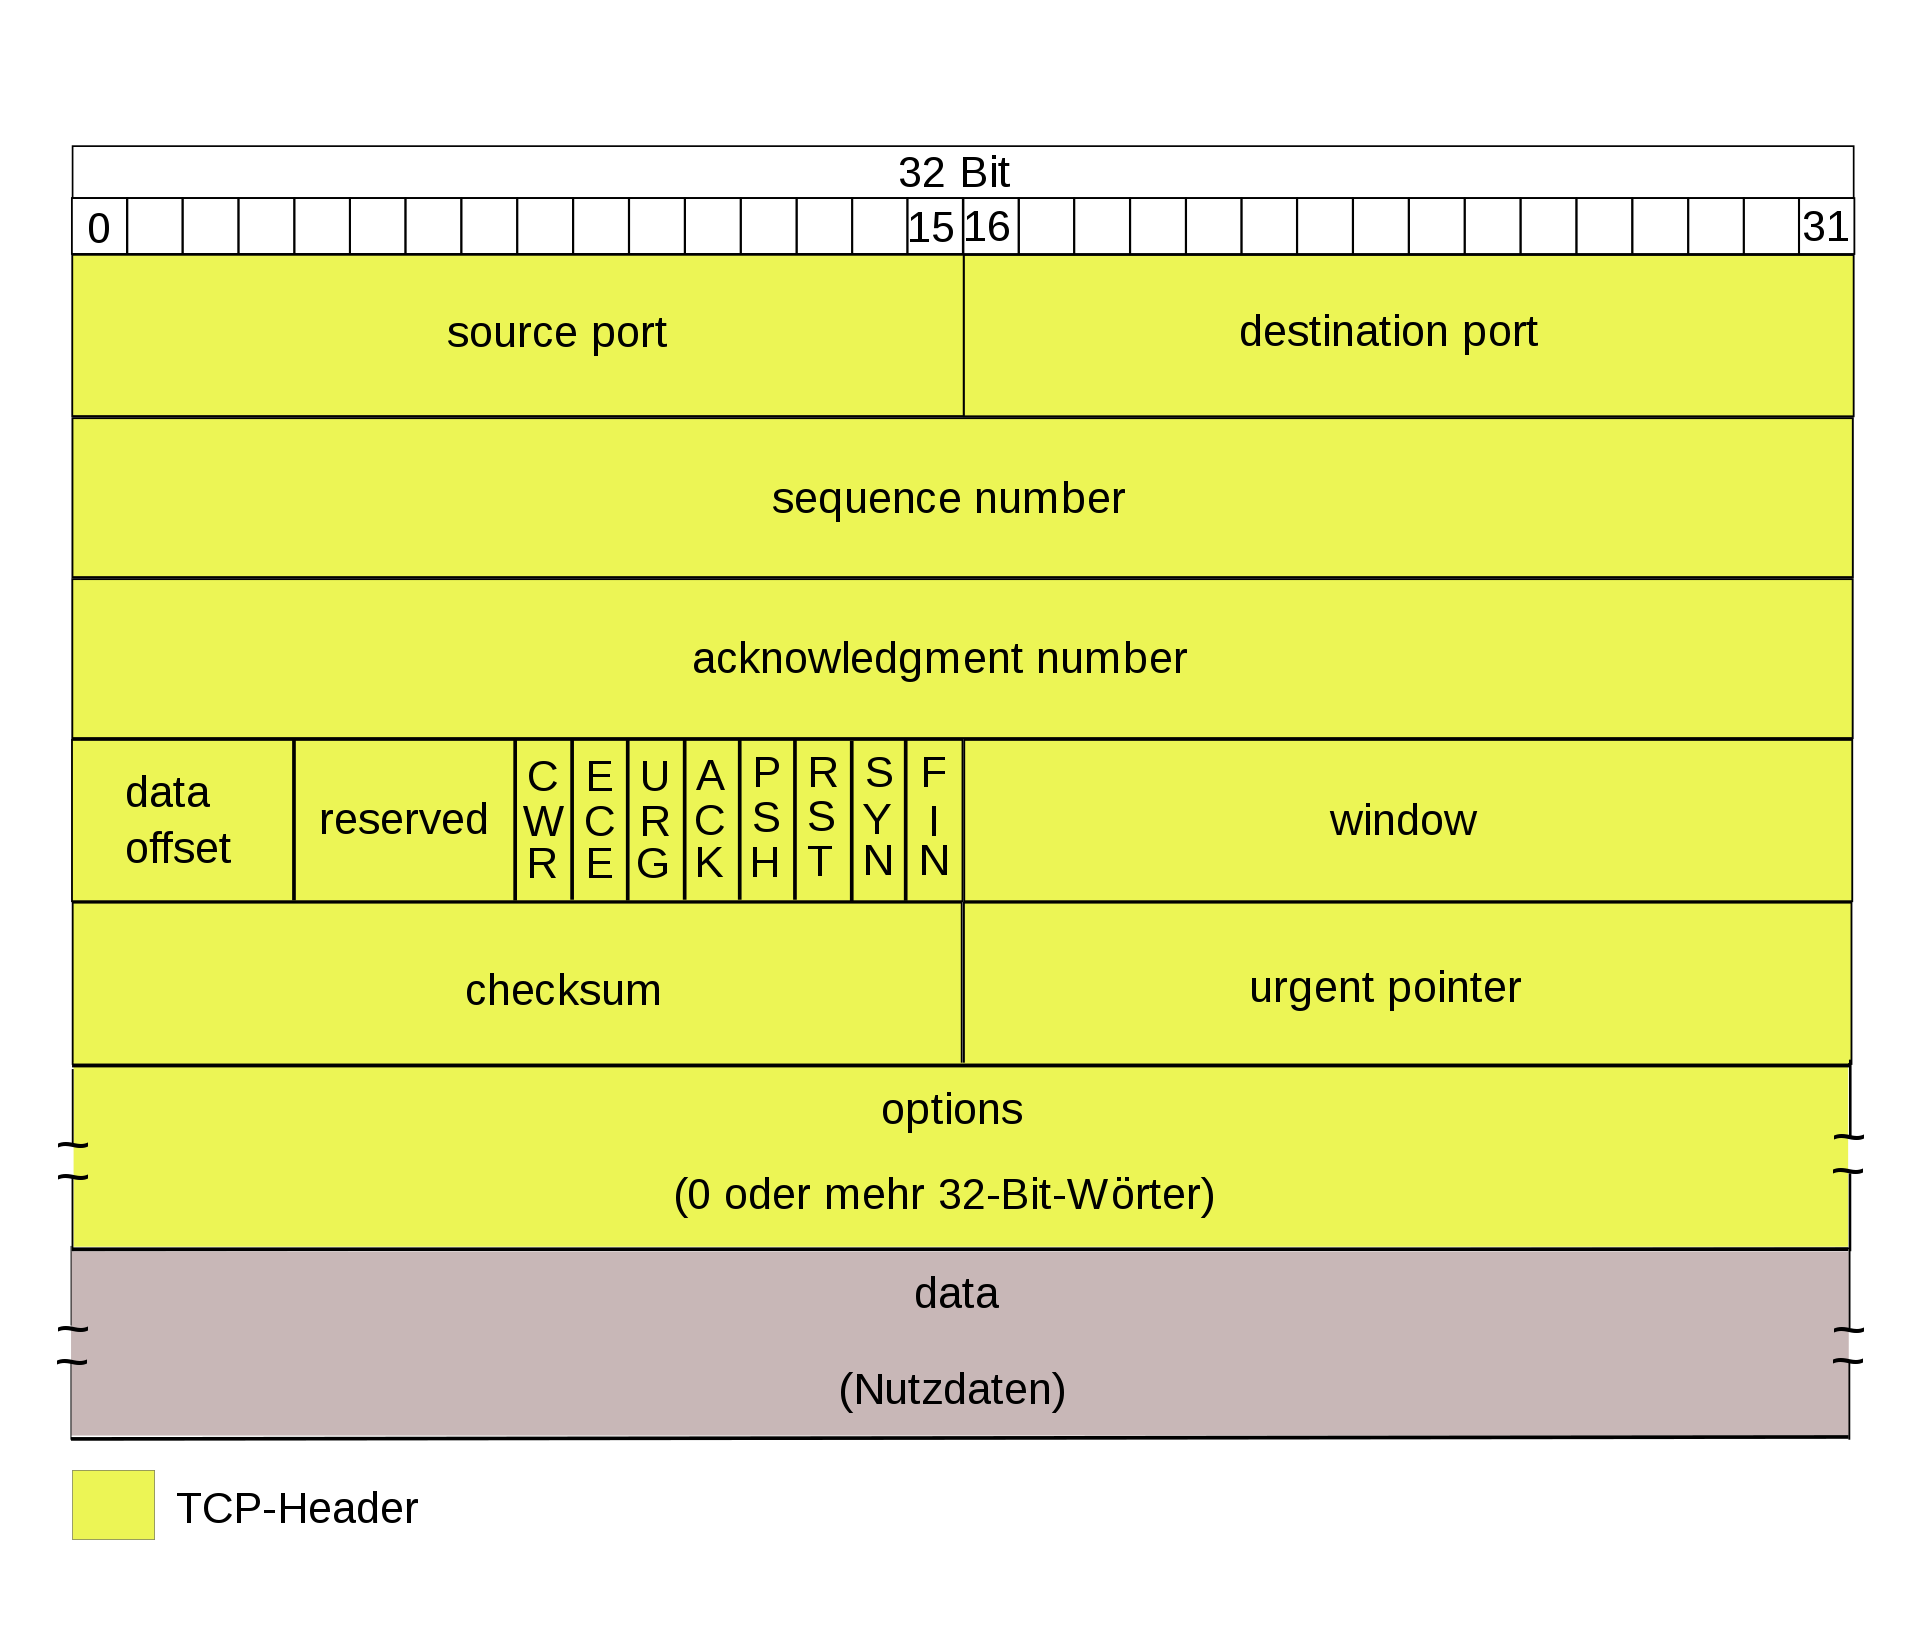 32 Bit
0 15 16 31
source port destination port
sequence number
acknowledgment number
data
offset
reserved
CWR ECE URG ACK PSH RST SYN FIN
window
checksum urgent pointer
options
(0 oder mehr 32-Bit-Wörter)
data
(Nutzdaten)
TCP-Header